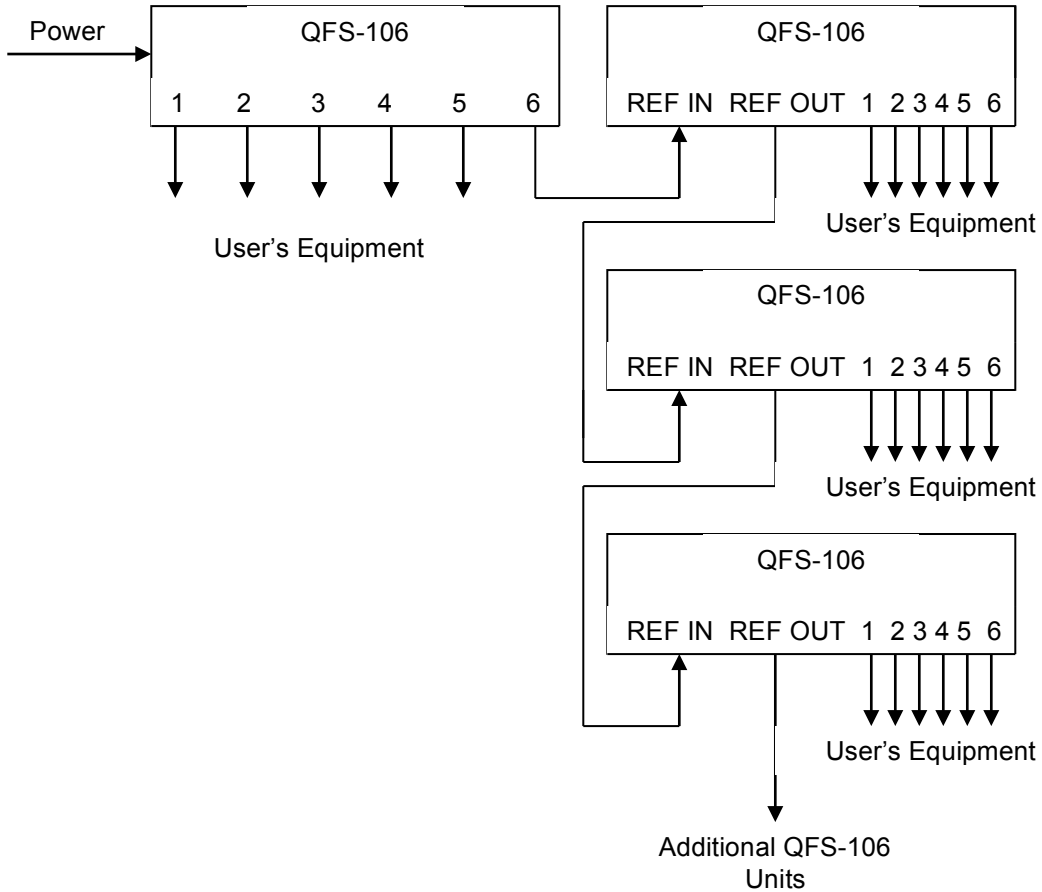 Power
QFS-106
1 2 3 4 5 6
User’s Equipment
QFS-106
REF IN REF OUT 1 2 3 4 5 6
User’s Equipment
QFS-106
REF IN REF OUT 1 2 3 4 5 6
User’s Equipment
QFS-106
REF IN REF OUT 1 2 3 4 5 6
User’s Equipment
Additional QFS-106
Units